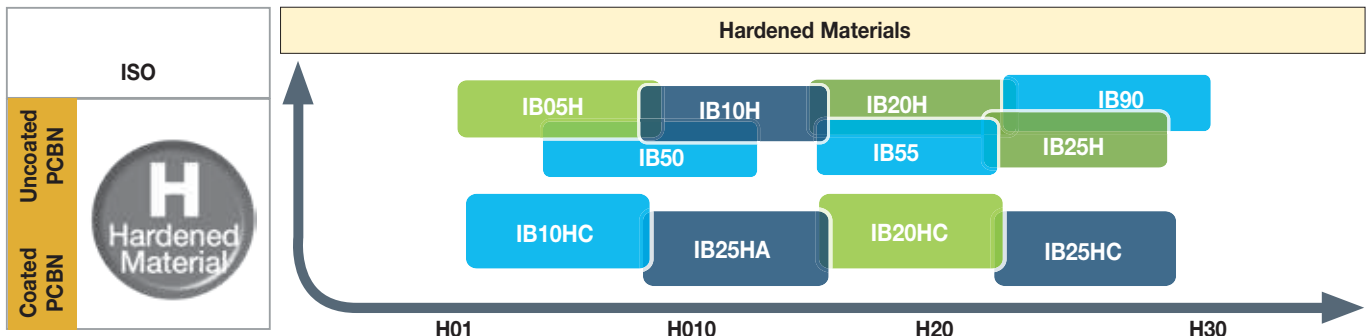 Hardened Materials
ISO
Uncoated
PCBN
Coated
PCBN
H
Hardened
Material
IB05H
IB10H
IB20H
IB90
IB50
IB55
IB25H
IB10HC
IB25HA
IB20HC
IB25HC
H01
H010
H20
H30